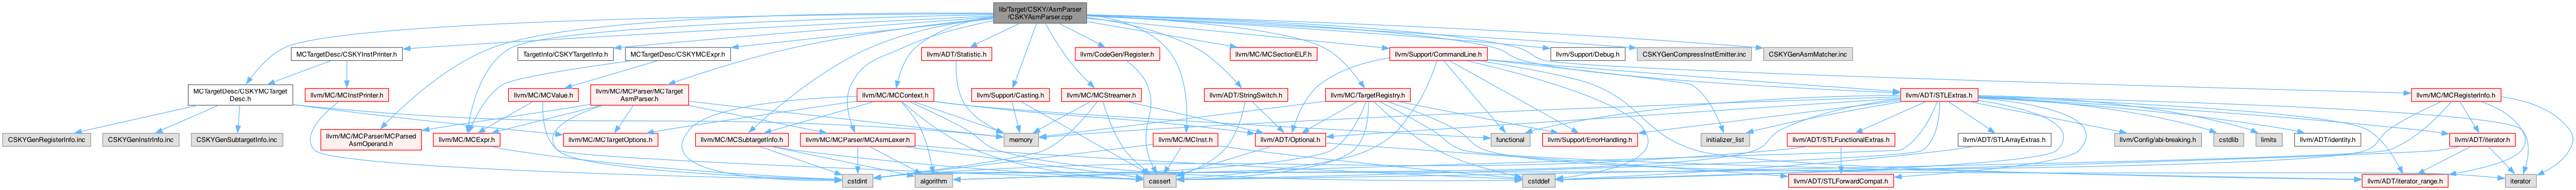 lib/Target/CSKY/AsmParser
/CSKYAsmParser.cpp
MCTargetDesc/CSKYInstPrinter.h
TargetInfo/CSKYTargetInfo.h
MCTargetDesc/CSKYMCExpr.h
llvm/ADT/Statistic.h
llvm/CodeGen/Register.h
llvm/MC/MCSectionELF.h
llvm/Support/CommandLine.h
llvm/Support/Debug.h
CSKYGenCompressInstEmitter.inc
CSKYGenAsmMatcher.inc
MCTargetDesc/CSKYMCTarget
Desc.h
llvm/MC/MCInstPrinter.h
llvm/MC/MCValue.h
llvm/MC/MCParser/MCTarget
AsmParser.h
llvm/MC/MCContext.h
llvm/Support/Casting.h
llvm/MC/MCStreamer.h
llvm/ADT/StringSwitch.h
llvm/MC/TargetRegistry.h
llvm/ADT/STLExtras.h
llvm/MC/MCRegisterInfo.h
CSKYGenRegisterInfo.inc
CSKYGenInstrInfo.inc
CSKYGenSubtargetInfo.inc
llvm/MC/MCParser/MCParsed
AsmOperand.h
llvm/MC/MCExpr.h
llvm/MC/MCTargetOptions.h
llvm/MC/MCSubtargetInfo.h
llvm/MC/MCParser/MCAsmLexer.h
memory
llvm/MC/MCInst.h
llvm/ADT/Optional.h
functional
llvm/Support/ErrorHandling.h
initializer_list
llvm/ADT/STLFunctionalExtras.h
llvm/ADT/STLArrayExtras.h
llvm/Config/abi-breaking.h
cstdlib
limits
llvm/ADT/identity.h
llvm/ADT/iterator.h
cstdint
algorithm
cassert
cstddef
llvm/ADT/STLForwardCompat.h
llvm/ADT/iterator_range.h
iterator